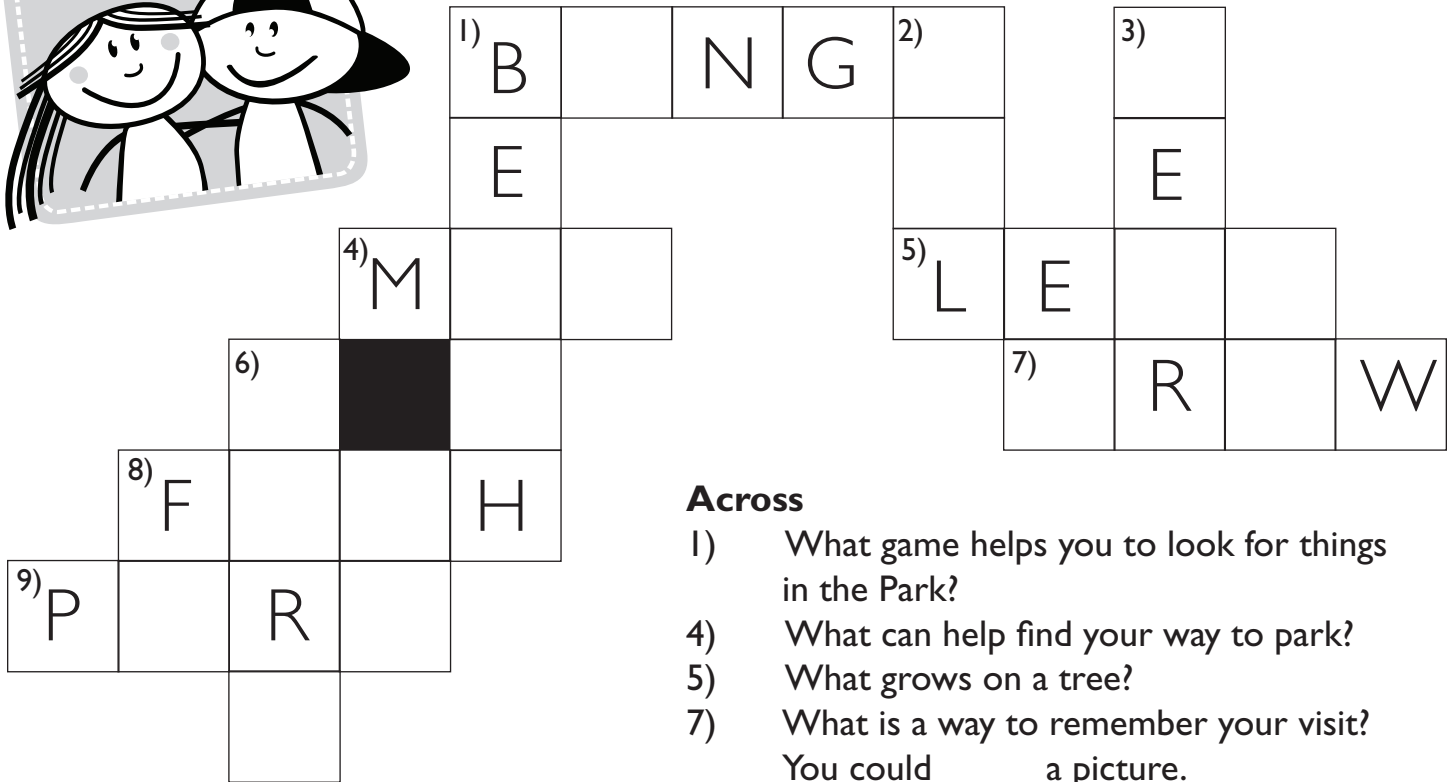 1) B N G 2) 3)
E E
4) M 5) L E
6) 7) R W
8) F H
9) P R
Across
1) What game helps you to look for things
in the Park?
4) What can help find your way to park?
5) What grows on a tree?
7) What is a way to remember your visit?
You could _____ a picture.